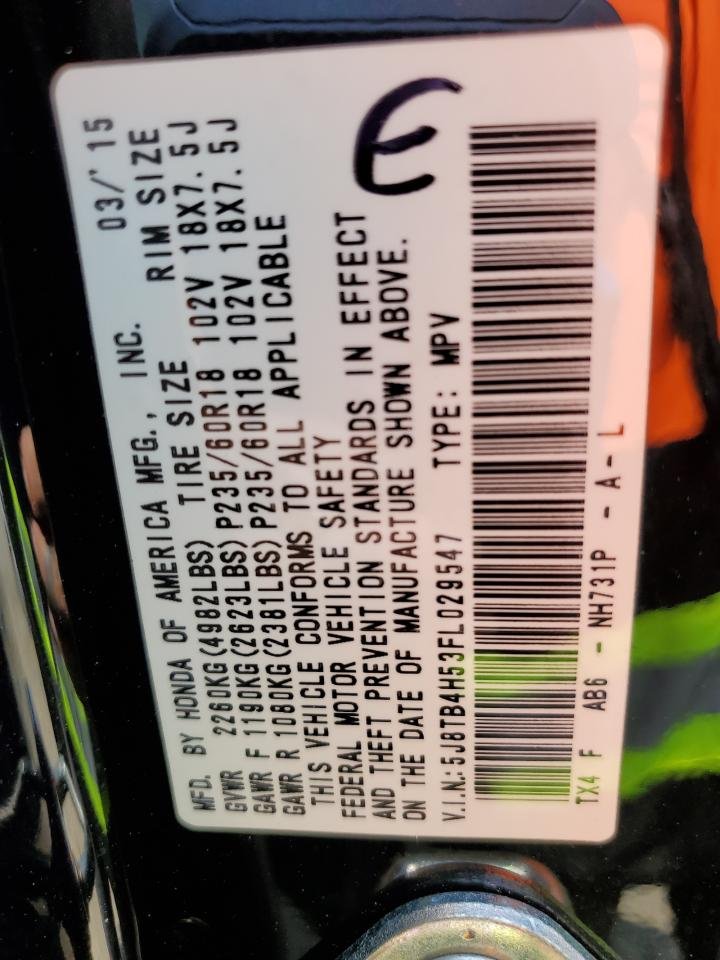 MFD. BY HONDA OF AMERICA MFG., INC. 03/'15
GVWR 2260KG(4982LBS) TIRE SIZE RIM SIZE
GAWR F 1190KG(2623LBS)P235/60R18 102V 18X7.5J
GAWR R 1080KG(2381LBS)P235/60R18 102V 18X7.5J
THIS VEHICLE CONFORMS TO ALL APPLICABLE
FEDERAL MOTOR VEHICLE SAFETY
AND THEFT PREVENTION STANDARDS IN EFFECT
ON THE DATE OF MANUFACTURE SHOWN ABOVE.
V.I.N.:5J8TB4H53FL029547 TYPE: MPV
TX4 F AB6 - NH731P - A-L
E